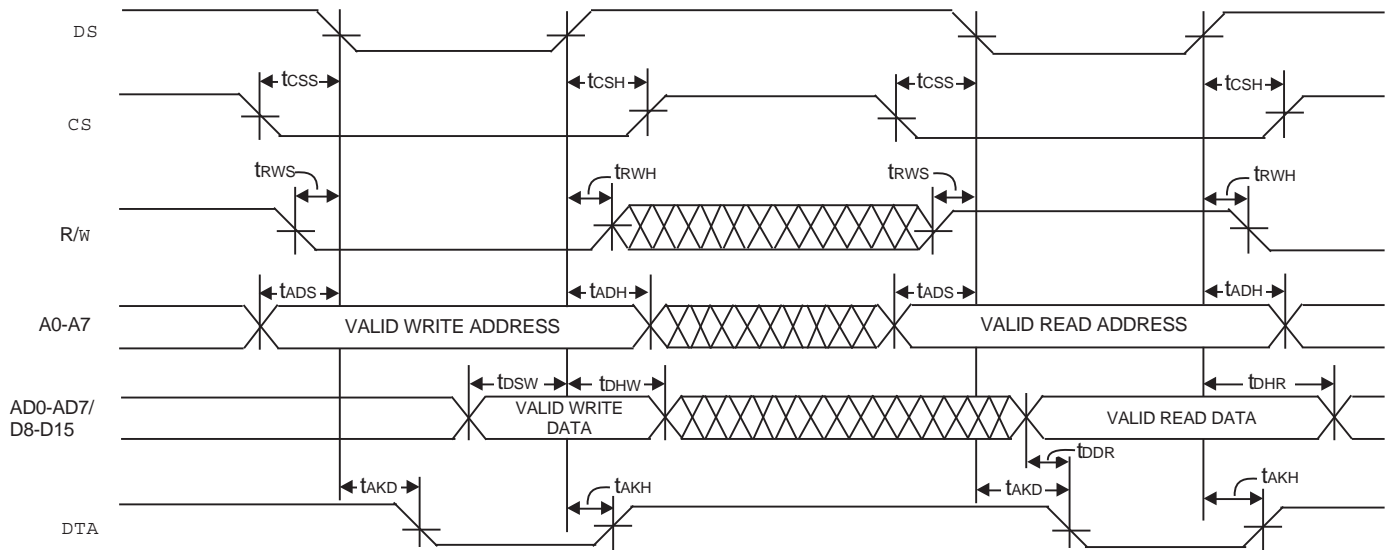 DS
tCSS tCSH tCSS tCSH
CS
tRWS tRWH tRWS tRWH
R/W
tADS tADH tADS tADH
A0-A7 VALID WRITE ADDRESS VALID READ ADDRESS
tDSW tDHW tDHR
AD0-AD7/
D8-D15
VALID WRITE
DATA
VALID READ DATA
tDDR
tAKD tAKH tAKD tAKH
DTA